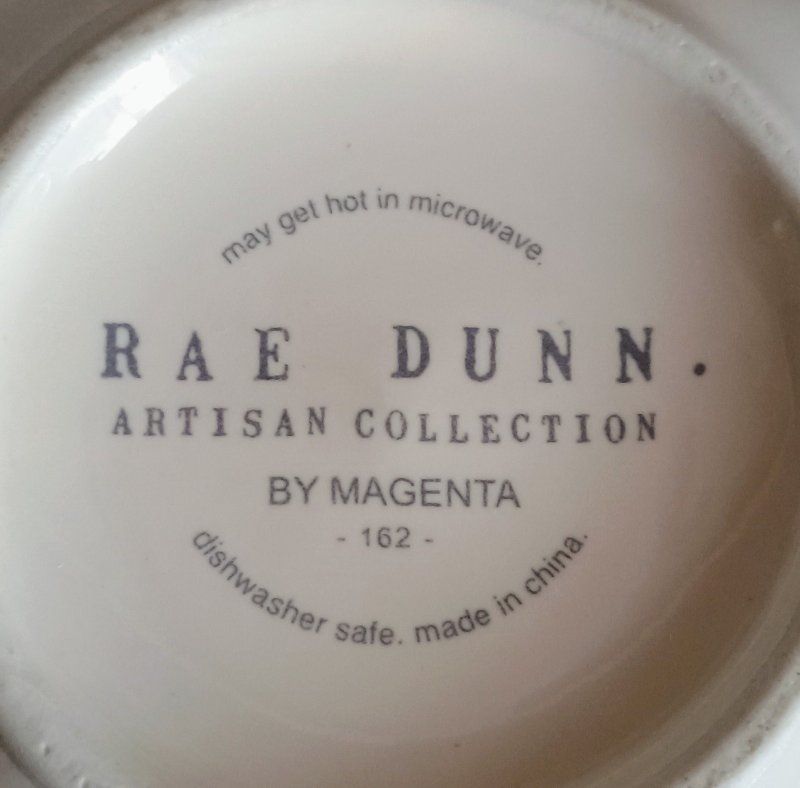 may get hot in microwave.
RAE DUNN.
ARTISAN COLLECTION
BY MAGENTA
- 162 -
dishwasher safe. made in china.